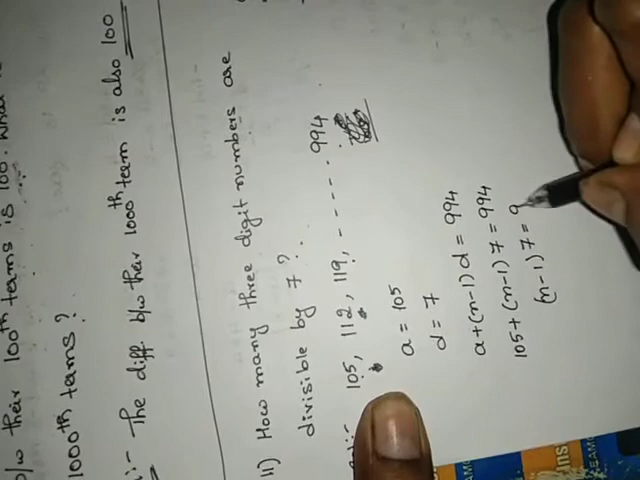 b/w their 100th terms is 100. What
1000th terms?
:- The diff b/w their 1000th term is also 100
11) How many three digit numbers are
divisible by 7?
:- 105, 112, 119, ----- . 994
a = 105
d = 7
a+(n-1)d = 994
105+(n-1)7 = 994
(n-1)7 = 9